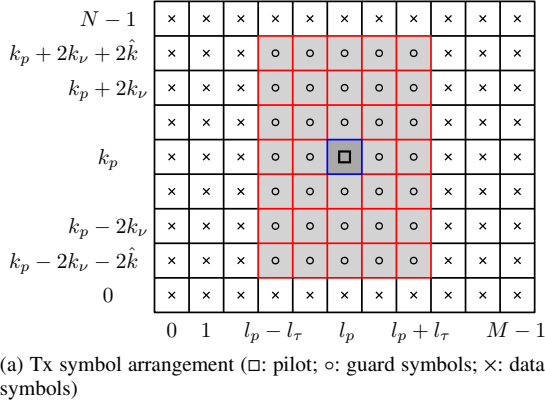 N − 1
k_p + 2k_ν + 2k̂
k_p + 2k_ν
k_p
k_p − 2k_ν
k_p − 2k_ν − 2k̂
0
0 1 l_p − l_τ l_p l_p + l_τ M − 1
(a) Tx symbol arrangement (□: pilot; ○: guard symbols; ×: data
symbols)